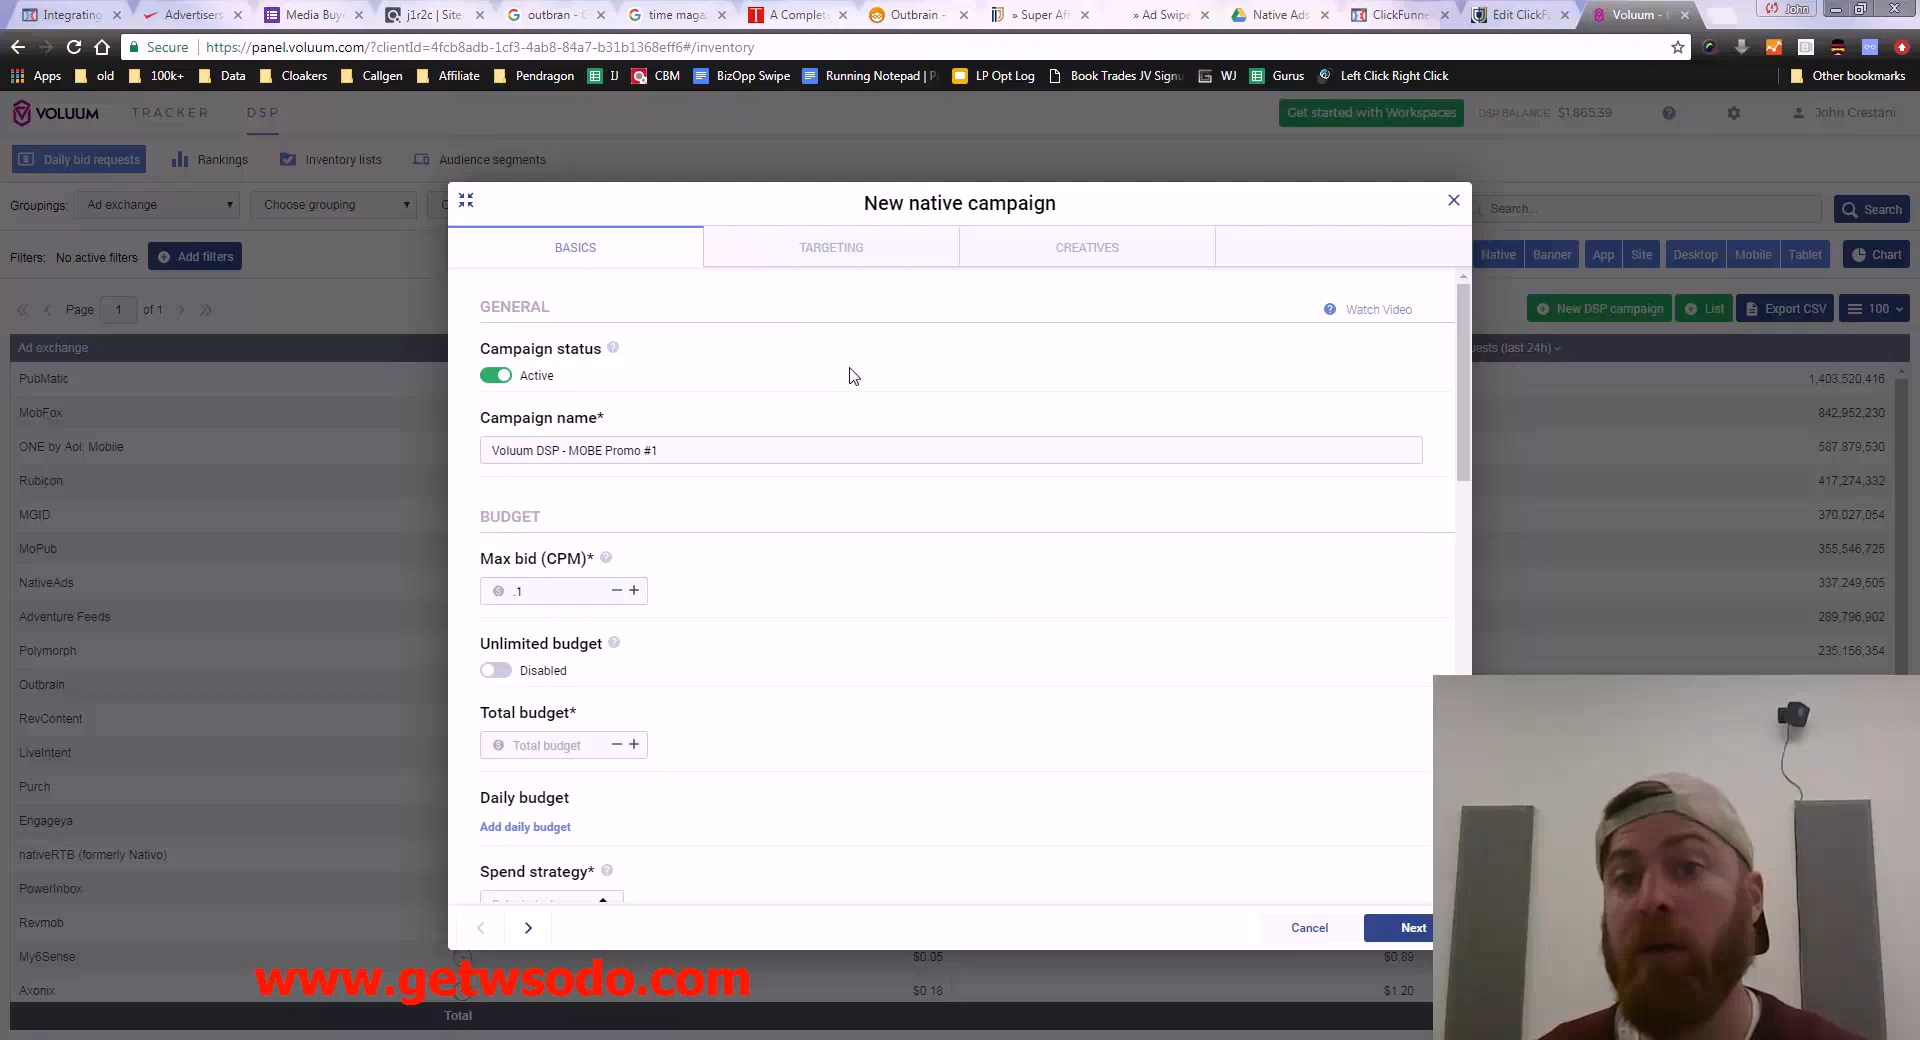 Integrating
Advertisers
Media Buye
j1r2c | Site
outbran - G
time maga
A Complet
Outbrain -
» Super Af
» Ad Swipe
Native Ads
ClickFunne
Edit ClickF
Voluum - t
John
Secure
https://panel.voluum.com/?clientId=4fcb8adb-1cf3-4ab8-84a7-b31b1368eff6#/inventory
Apps
old
100k+
Data
Cloakers
Callgen
Affiliate
Pendragon
IJ
CBM
BizOpp Swipe
Running Notepad | P
LP Opt Log
Book Trades JV Signu
WJ
Gurus
Left Click Right Click
Other bookmarks
VOLUUM
TRACKER
DSP
Get started with Workspaces
DSP BALANCE $1,865.39
John Crestani
Daily bid requests
Rankings
Inventory lists
Audience segments
Groupings:
Ad exchange
Choose grouping
Search...
Search
Filters:
No active filters
Add filters
Native
Banner
App
Site
Desktop
Mobile
Tablet
Chart
Page 1 of 1
New DSP campaign
List
Export CSV
100
Ad exchange
ests (last 24h)
PubMatic
1,403,520,416
MobFox
842,952,230
ONE by Aol: Mobile
587,879,530
Rubicon
417,274,332
MGID
370,027,054
MoPub
355,546,725
NativeAds
337,249,505
Adventure Feeds
289,796,902
Polymorph
235,156,354
Outbrain
RevContent
LiveIntent
Purch
Engageya
nativeRTB (formerly Nativo)
PowerInbox
Revmob
My6Sense
$0.05
$0.89
Axonix
$0.18
$1.20
Total
New native campaign
BASICS
TARGETING
CREATIVES
GENERAL
Watch Video
Campaign status
Active
Campaign name*
Voluum DSP - MOBE Promo #1
BUDGET
Max bid (CPM)*
.1
Unlimited budget
Disabled
Total budget*
Total budget
Daily budget
Add daily budget
Spend strategy*
Cancel
Next
www.getwsodo.com